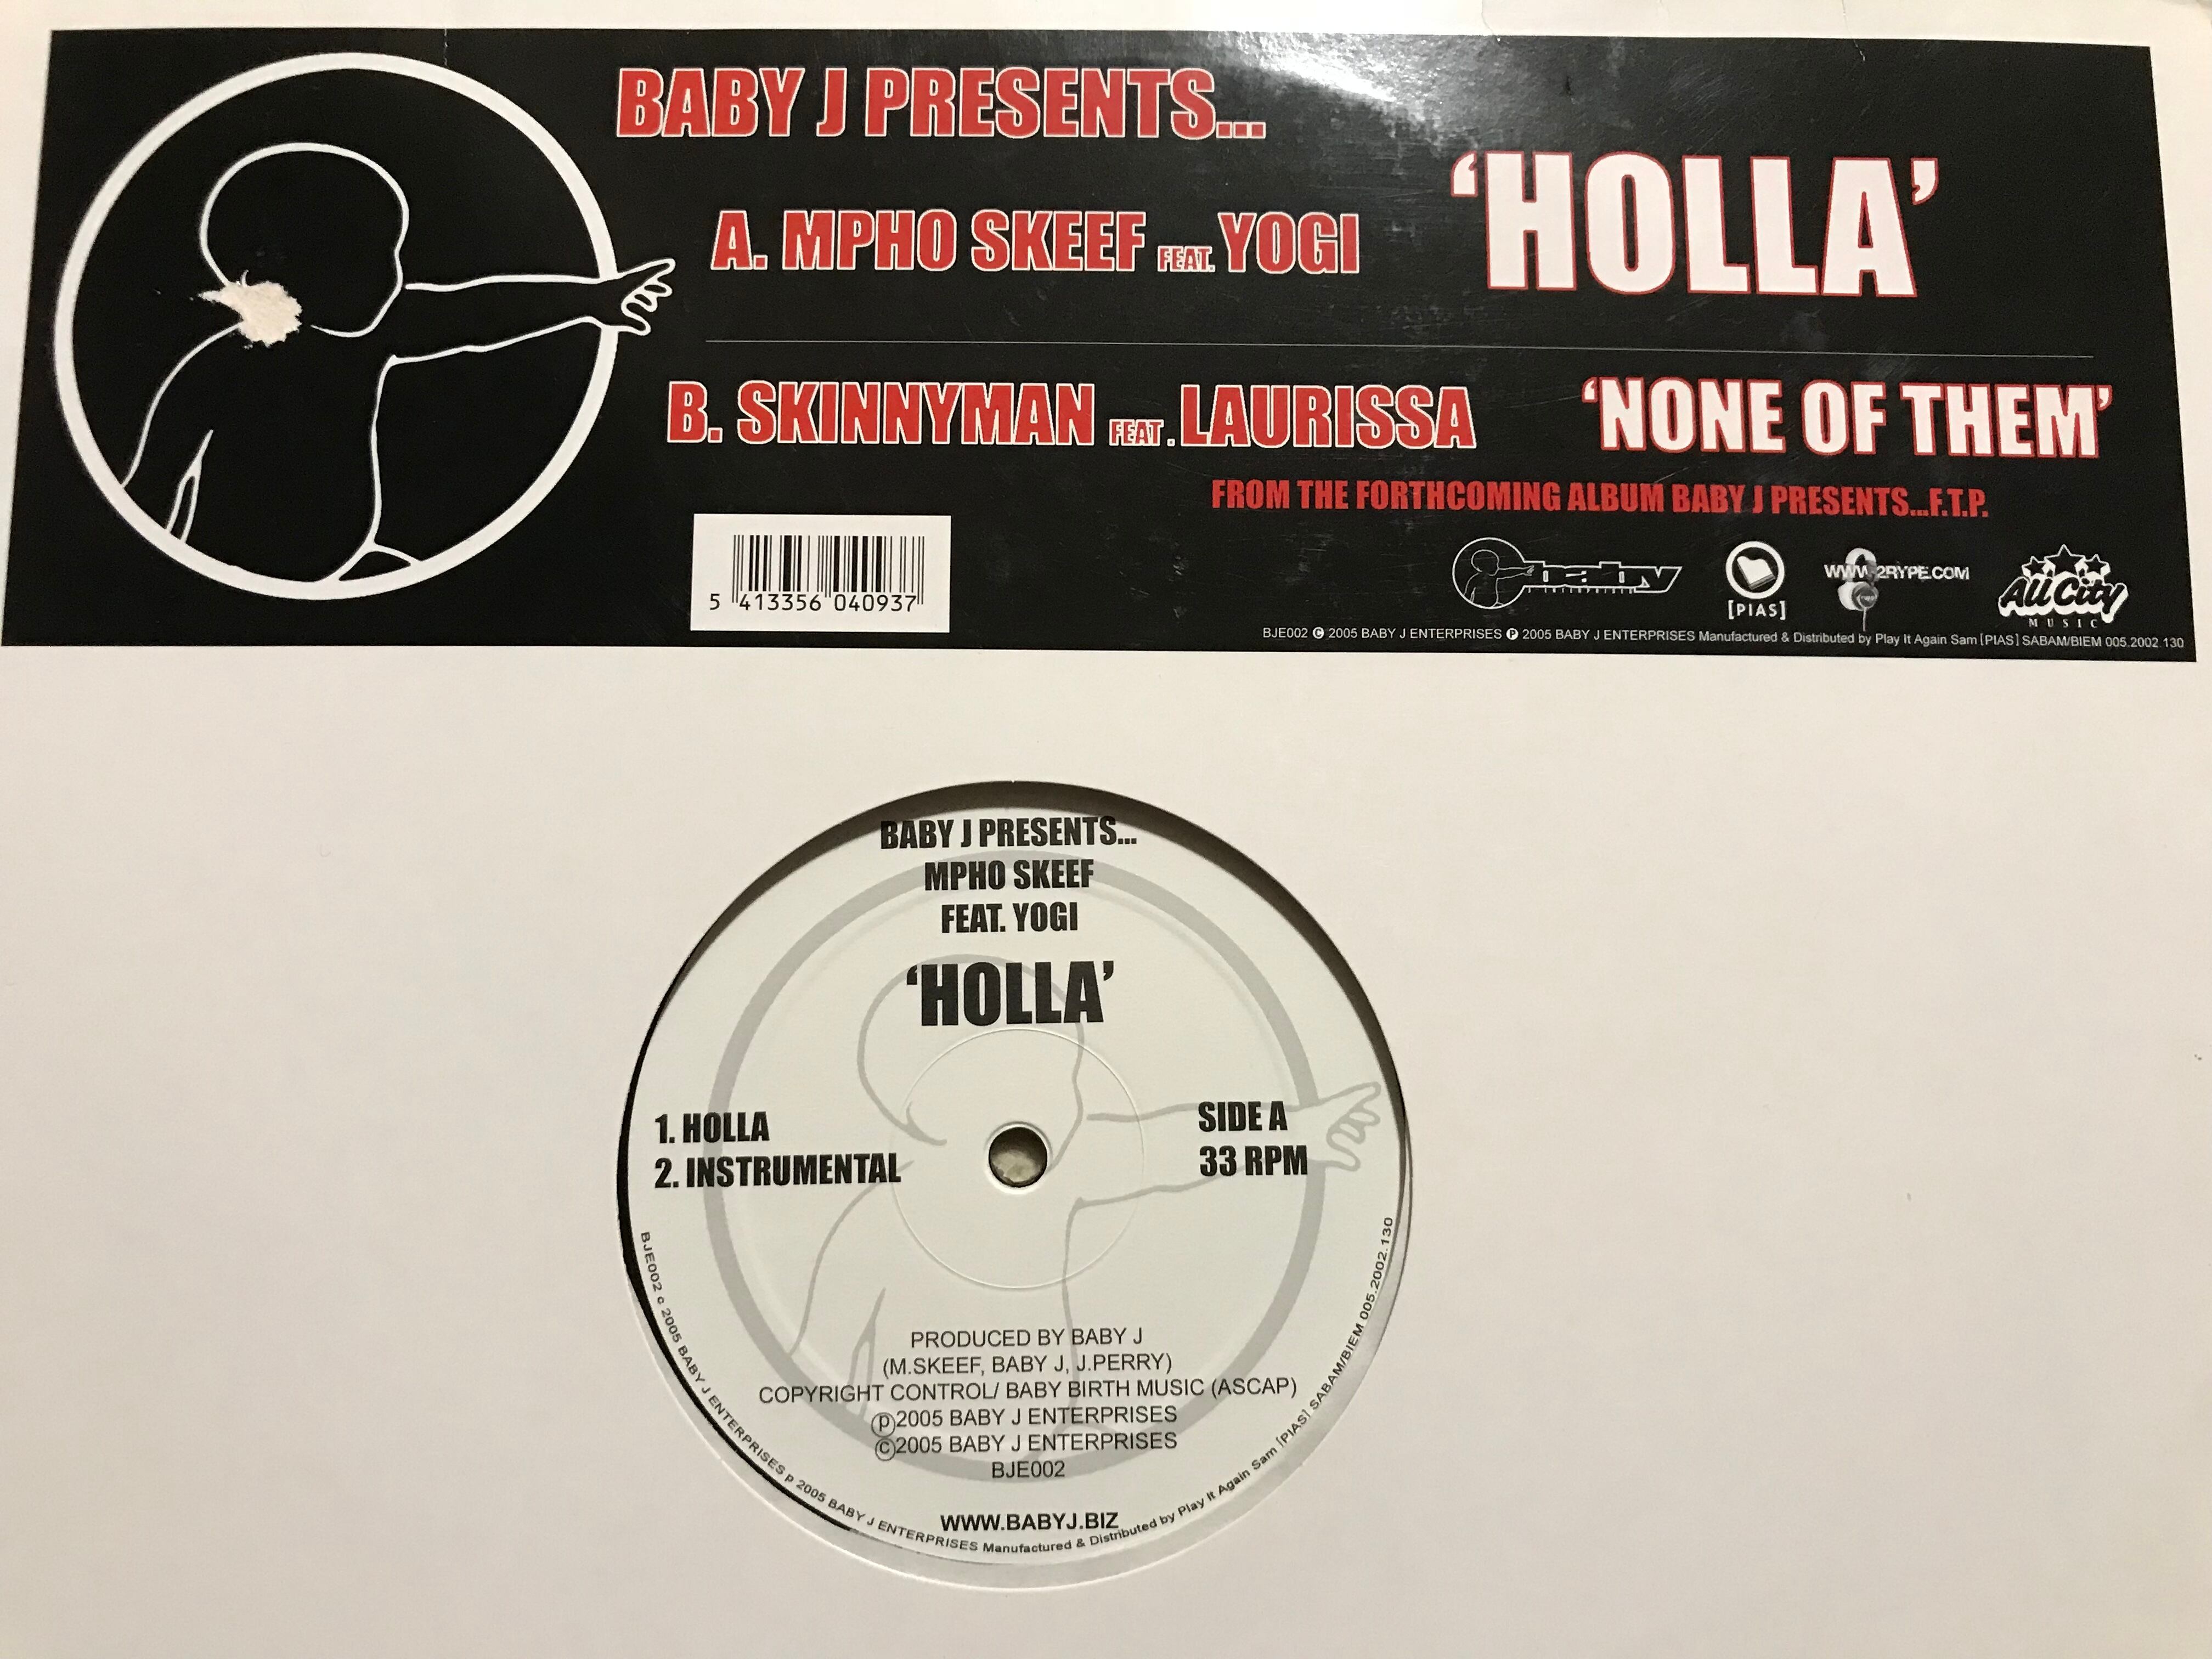 BABY J PRESENTS...
A. MPHO SKEEF FEAT. YOGI 'HOLLA'
B. SKINNYMAN FEAT. LAURISSA 'NONE OF THEM'
FROM THE FORTHCOMING ALBUM BABY J PRESENTS...F.T.P.
5 413356 040937
baby
J ENTERPRISES
[PIAS]
WWW.2RYPE.COM
All City
MUSIC
BJE002 © 2005 BABY J ENTERPRISES ℗ 2005 BABY J ENTERPRISES Manufactured & Distributed by Play It Again Sam [PIAS] SABAM/BIEM 005.2002.130
BABY J PRESENTS...
MPHO SKEEF
FEAT. YOGI
'HOLLA'
1. HOLLA
2. INSTRUMENTAL
SIDE A
33 RPM
PRODUCED BY BABY J
(M.SKEEF, BABY J, J.PERRY)
COPYRIGHT CONTROL/ BABY BIRTH MUSIC (ASCAP)
℗2005 BABY J ENTERPRISES
©2005 BABY J ENTERPRISES
BJE002
WWW.BABYJ.BIZ
BJE002 c 2005 BABY J ENTERPRISES p 2005 BABY J ENTERPRISES Manufactured & Distributed by Play It Again Sam [PIAS] SABAM/BIEM 005.2002.130